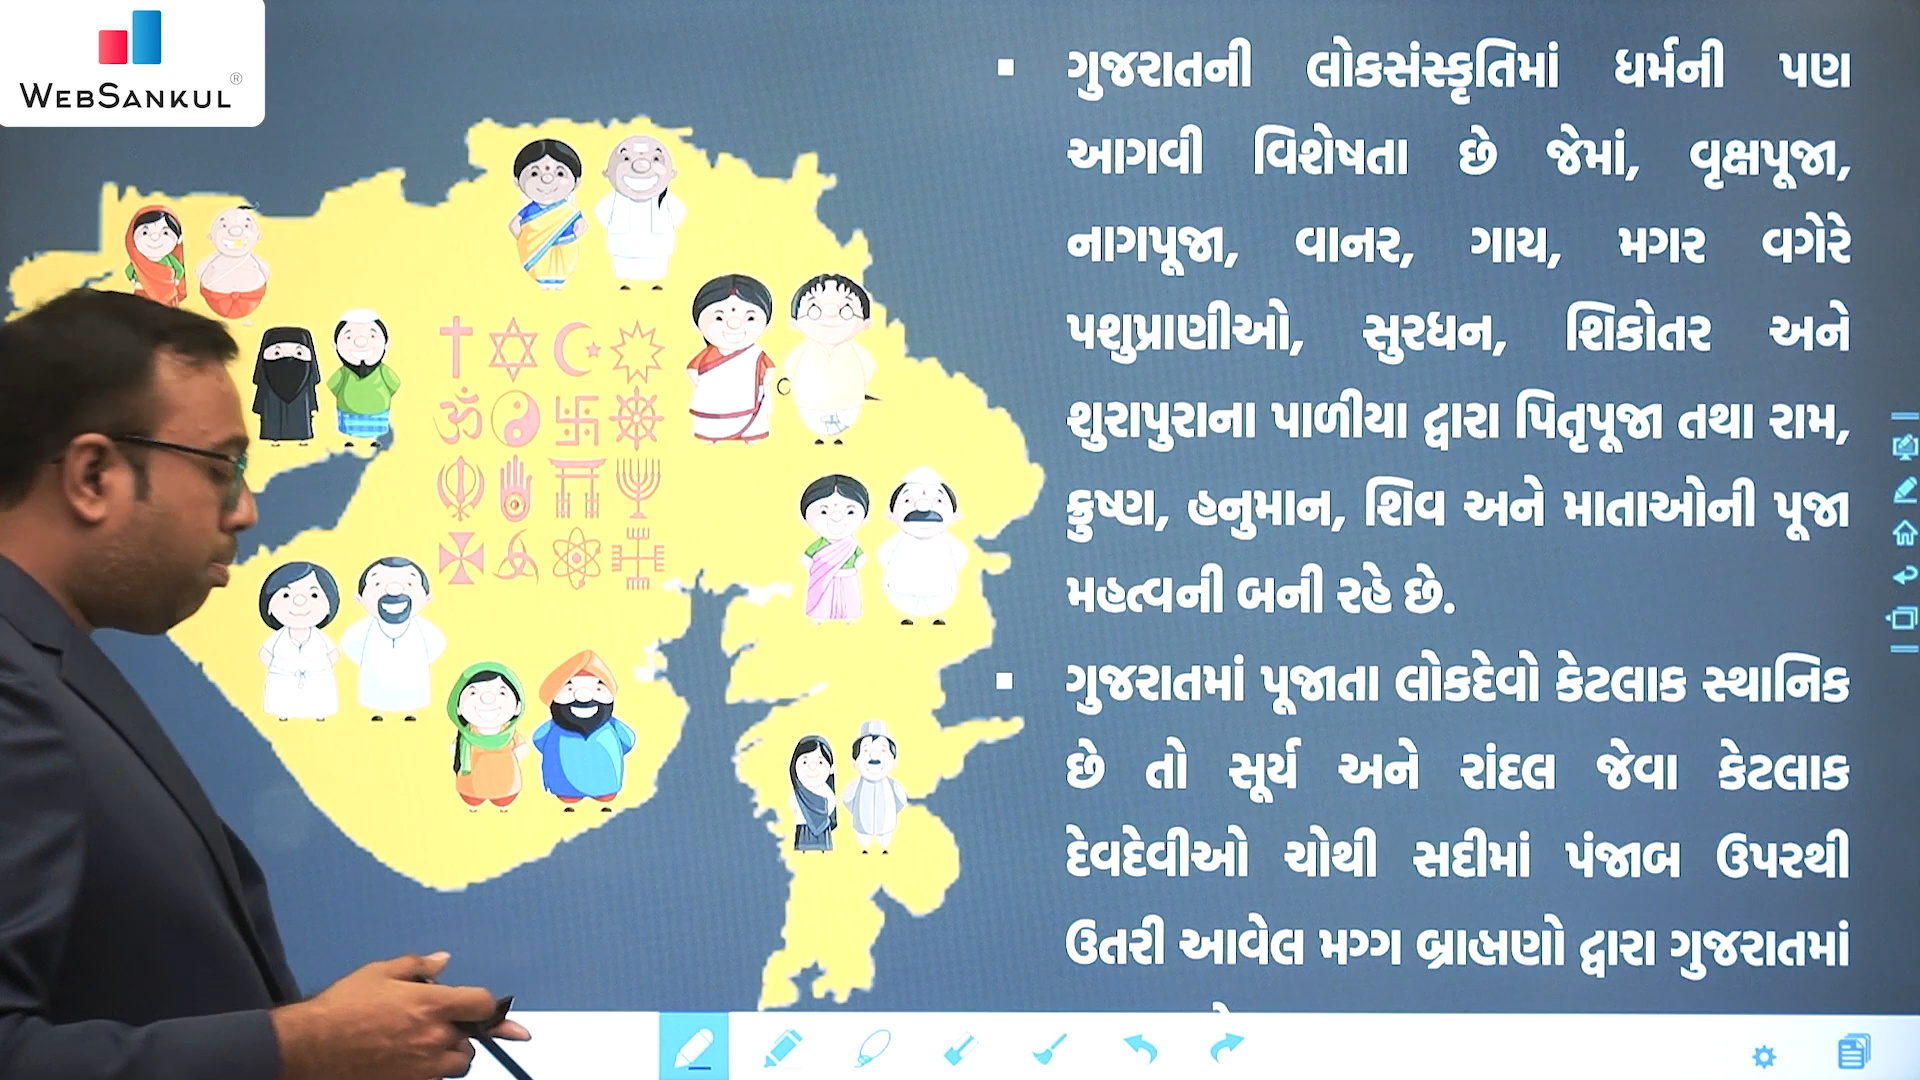 WEBSANKUL®
▪ ગુજરાતની લોકસંસ્કૃતિમાં ધર્મની પણ
આગવી વિશેષતા છે જેમાં, વૃક્ષપૂજા,
નાગપૂજા, વાનર, ગાય, મગર વગેરે
પશુપ્રાણીઓ, સુરધન, શિકોતર અને
શુરાપુરાના પાળીયા દ્વારા પિતૃપૂજા તથા રામ,
ક્રુષ્ણ, હનુમાન, શિવ અને માતાઓની પૂજા
મહત્વની બની રહે છે.
▪ ગુજરાતમાં પૂજાતા લોકદેવો કેટલાક સ્થાનિક
છે તો સૂર્ય અને રાંદલ જેવા કેટલાક
દેવદેવીઓ ચોથી સદીમાં પંજાબ ઉપરથી
ઉતરી આવેલ મગ્ગ બ્રાહ્મણો દ્વારા ગુજરાતમાં